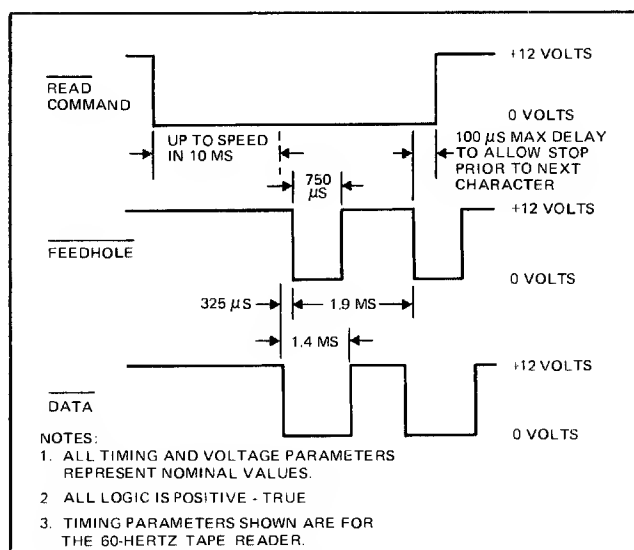 +12 VOLTS
READ
COMMAND
0 VOLTS
UP TO SPEED
IN 10 MS
100 µS MAX DELAY
TO ALLOW STOP
PRIOR TO NEXT
CHARACTER
750
µS
+12 VOLTS
FEEDHOLE
0 VOLTS
325 µS
1.9 MS
1.4 MS
+12 VOLTS
DATA
0 VOLTS
NOTES:
1. ALL TIMING AND VOLTAGE PARAMETERS
REPRESENT NOMINAL VALUES.
2 ALL LOGIC IS POSITIVE - TRUE
3. TIMING PARAMETERS SHOWN ARE FOR
THE 60-HERTZ TAPE READER.